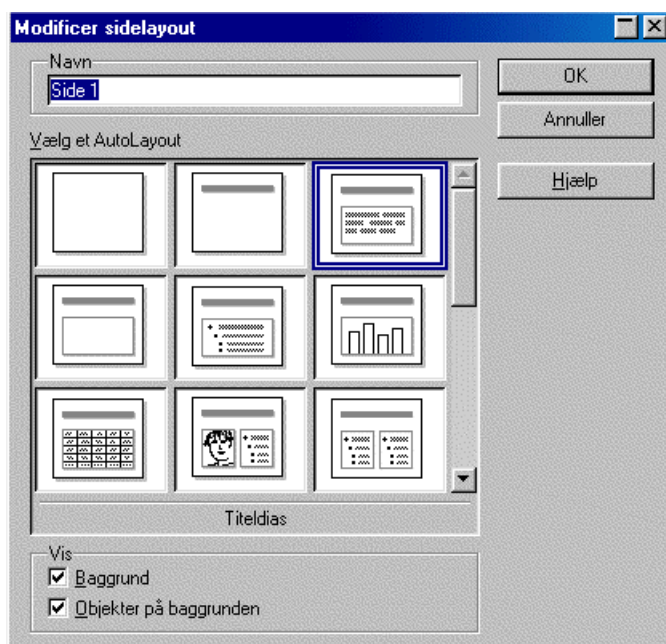 Modificer sidelayout
Navn
Side 1
OK
Annuller
Hjælp
Vælg et AutoLayout
Titeldias
Vis
Baggrund
Objekter på baggrunden